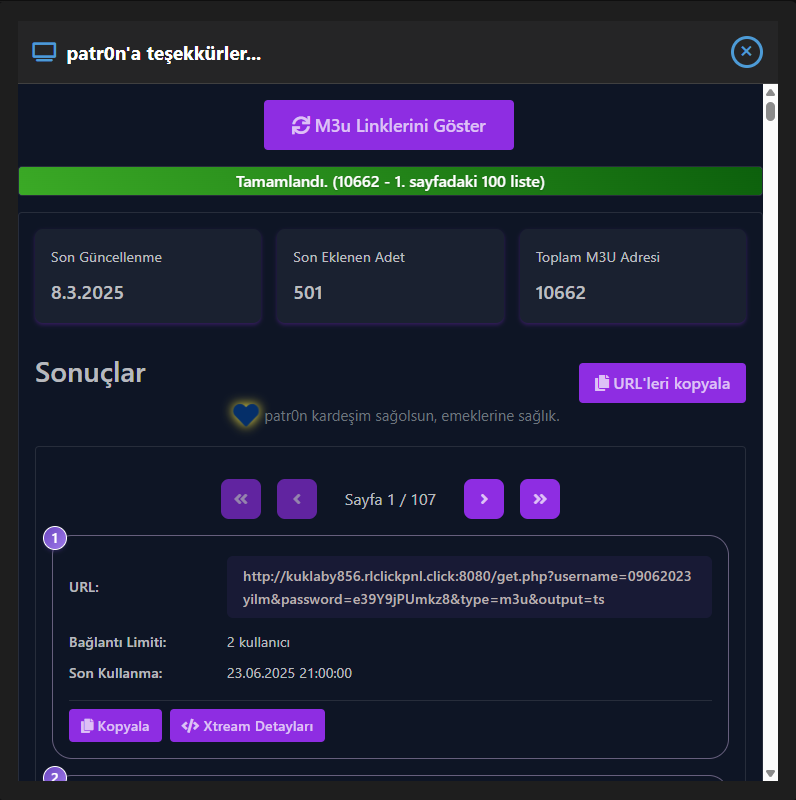 patr0n'a teşekkürler...
M3u Linklerini Göster
Tamamlandı. (10662 - 1. sayfadaki 100 liste)
Son Güncellenme
8.3.2025
Son Eklenen Adet
501
Toplam M3U Adresi
10662
Sonuçlar
URL'leri kopyala
patr0n kardeşim sağolsun, emeklerine sağlık.
Sayfa 1 / 107
1
URL:
http://kuklaby856.rlclickpnl.click:8080/get.php?username=09062023
yilm&password=e39Y9jPUmkz8&type=m3u&output=ts
Bağlantı Limiti:
2 kullanıcı
Son Kullanma:
23.06.2025 21:00:00
Kopyala
Xtream Detayları
2